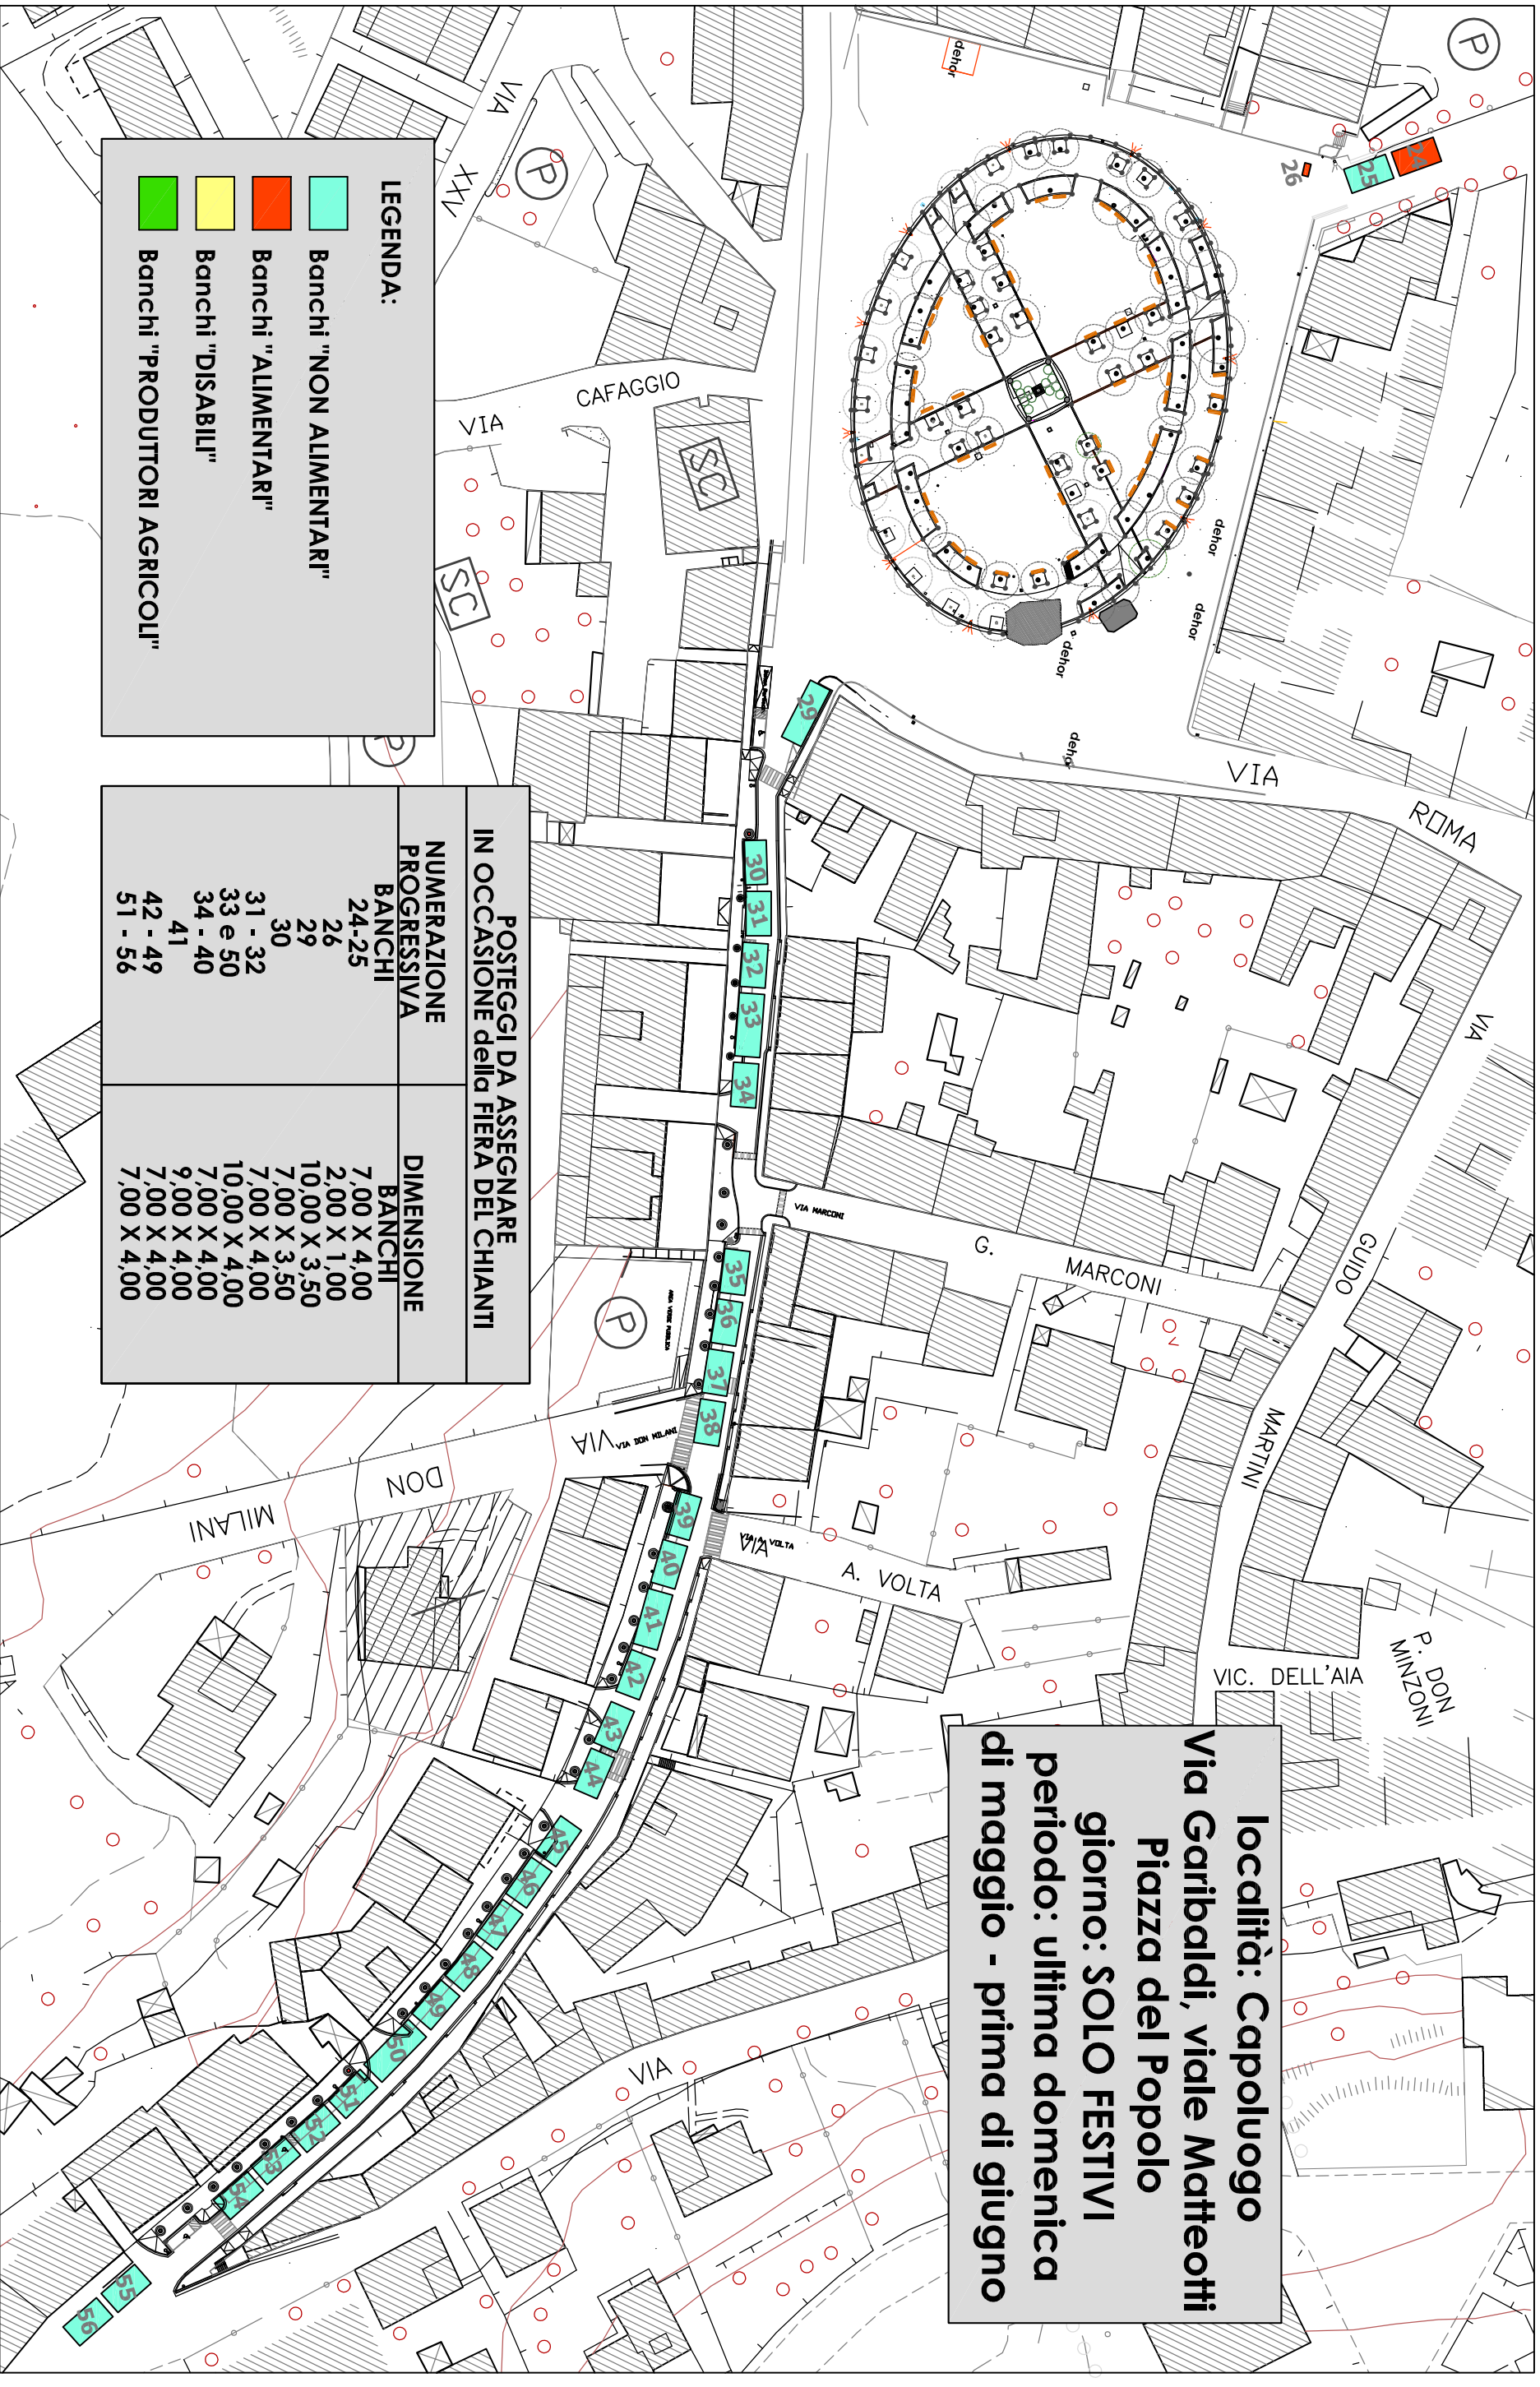 località: Capoluogo
Via Garibaldi, viale Matteotti
Piazza del Popolo
giorno: SOLO FESTIVI
periodo: ultima domenica
di maggio - prima di giugno
POSTEGGI DA ASSEGNARE
IN OCCASIONE della FIERA DEL CHIANTI
NUMERAZIONE PROGRESSIVA BANCHI
DIMENSIONE BANCHI
24-25 7,00 X 4,00
26 2,00 X 1,00
29 10,00 X 3,50
30 7,00 X 3,50
31 - 32 7,00 X 4,00
33 e 50 10,00 X 4,00
34 - 40 7,00 X 4,00
41 9,00 X 4,00
42 - 49 7,00 X 4,00
51 - 56 7,00 X 4,00
LEGENDA:
Banchi "NON ALIMENTARI"
Banchi "ALIMENTARI"
Banchi "DISABILI"
Banchi "PRODUTTORI AGRICOLI"
P
24
25
26
dehor
dehor
dehor
dehor
dehor
VIA
XXV
P
VIA
CAFAGGIO
SC
SC
P
VIA
ROMA
VIA
GUIDO
MARTINI
VIA MARCONI
G.
MARCONI
AREA VERDE PUBBLICA
P
VIA
VIA DON MILANI
DON
MILANI
VIA A. VOLTA
VIA
A. VOLTA
VIC. DELL'AIA
P. DON
MINZONI
VIA
29
30
31
32
33
34
35
36
37
38
39
40
41
42
43
44
45
46
47
48
49
50
51
52
53
54
55
56